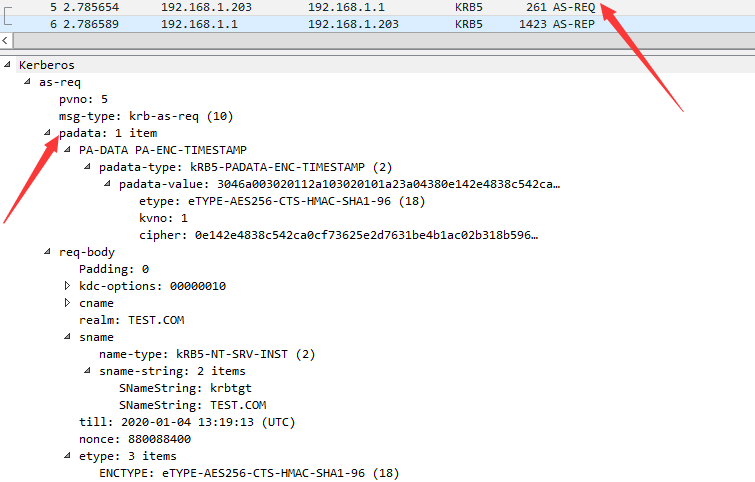 5 2.785654 192.168.1.203 192.168.1.1 KRB5 261 AS-REQ
6 2.786589 192.168.1.1 192.168.1.203 KRB5 1423 AS-REP
Kerberos
as-req
pvno: 5
msg-type: krb-as-req (10)
padata: 1 item
PA-DATA PA-ENC-TIMESTAMP
padata-type: kRB5-PADATA-ENC-TIMESTAMP (2)
padata-value: 3046a003020112a103020101a23a04380e142e4838c542ca…
etype: eTYPE-AES256-CTS-HMAC-SHA1-96 (18)
kvno: 1
cipher: 0e142e4838c542ca0cf73625e2d7631be4b1ac02b318b596…
req-body
Padding: 0
kdc-options: 00000010
cname
realm: TEST.COM
sname
name-type: kRB5-NT-SRV-INST (2)
sname-string: 2 items
SNameString: krbtgt
SNameString: TEST.COM
till: 2020-01-04 13:19:13 (UTC)
nonce: 880088400
etype: 3 items
ENCTYPE: eTYPE-AES256-CTS-HMAC-SHA1-96 (18)